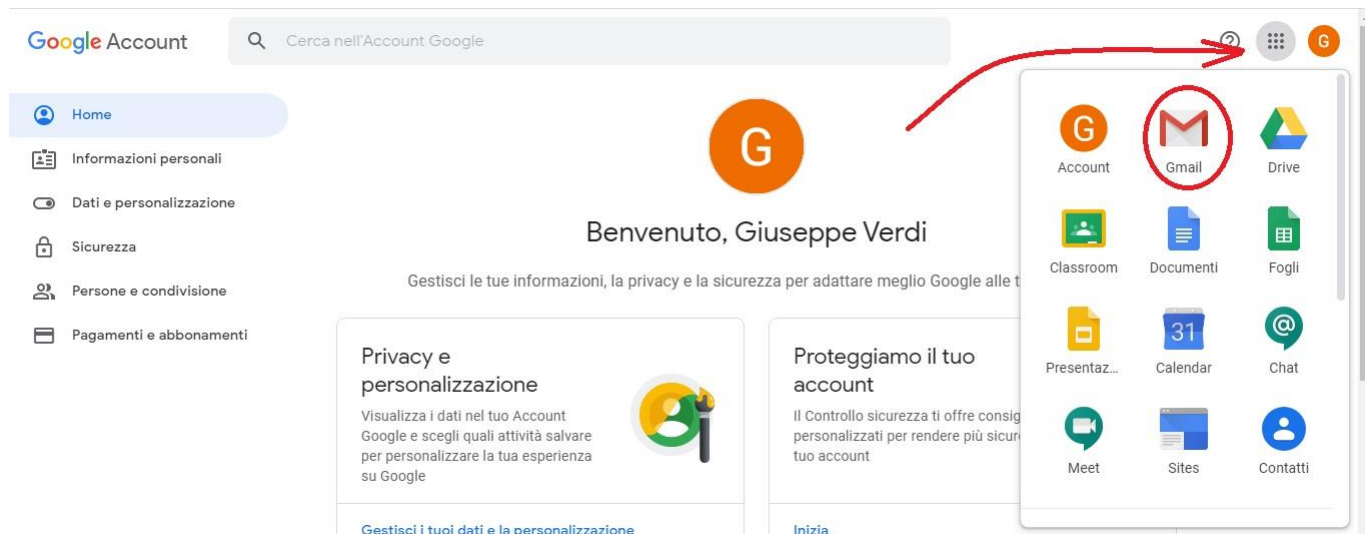 Google Account
Cerca nell'Account Google
G
Home
Informazioni personali
Dati e personalizzazione
Sicurezza
Persone e condivisione
Pagamenti e abbonamenti
G
Benvenuto, Giuseppe Verdi
Gestisci le tue informazioni, la privacy e la sicurezza per adattare meglio Google alle t
Privacy e
personalizzazione
Visualizza i dati nel tuo Account
Google e scegli quali attività salvare
per personalizzare la tua esperienza
su Google
Gestisci i tuoi dati e la personalizzazione
Proteggiamo il tuo
account
Il Controllo sicurezza ti offre consig
personalizzati per rendere più sicur
tuo account
Inizia
G
Account Gmail Drive
Classroom Documenti Fogli
31 @
Presentaz... Calendar Chat
Meet Sites Contatti